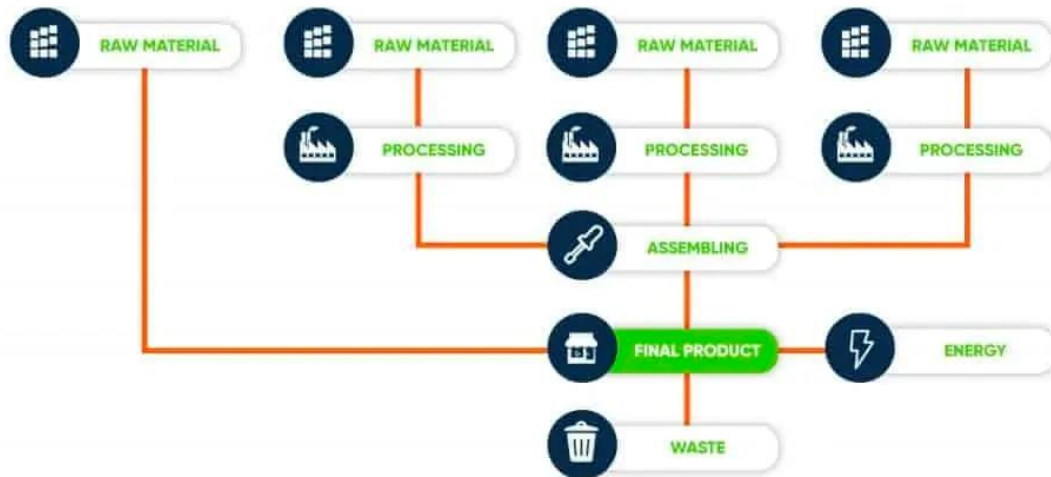 RAW MATERIAL
RAW MATERIAL
RAW MATERIAL
RAW MATERIAL
PROCESSING
PROCESSING
PROCESSING
ASSEMBLING
FINAL PRODUCT
ENERGY
WASTE